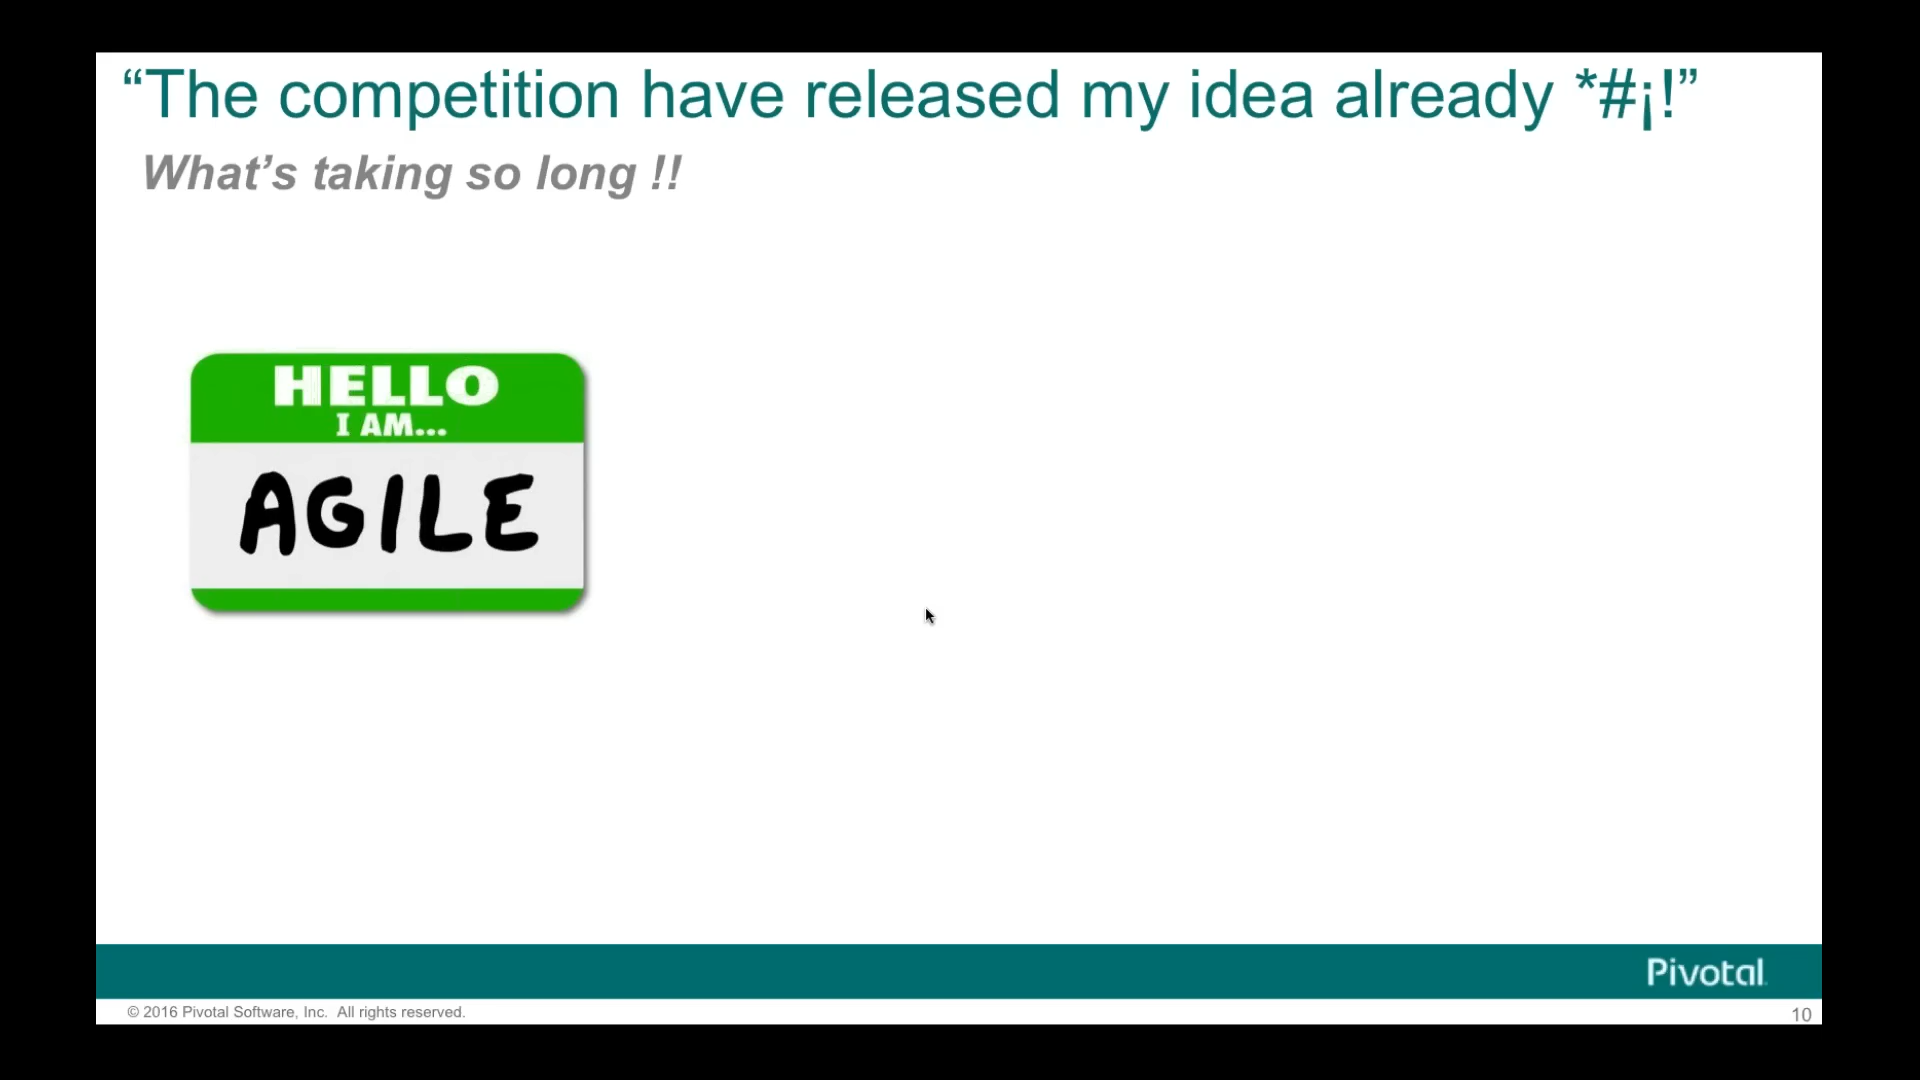 “The competition have released my idea already *#¡!”
What’s taking so long !!
HELLO
I AM...
AGILE
Pivotal
© 2016 Pivotal Software, Inc. All rights reserved.
10